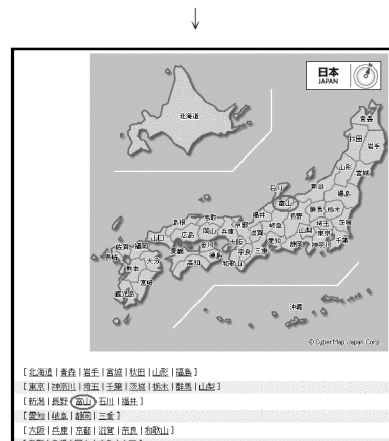 ↓
日本
JAPAN
北海道
青森
秋田 岩手
山形 宮城
石川 新潟 福島
富山
福井 長野 群馬 栃木
島根 鳥取 京都 岐阜 埼玉 茨城
山口 広島 岡山 兵庫 滋賀 山梨 東京
佐賀 福岡 愛媛 香川 大阪 愛知 静岡 神奈川 千葉
長崎 大分 高知 徳島 奈良 三重
熊本 和歌山
宮崎
鹿児島
沖縄
© CyberMap Japan Corp.
[ 北海道 | 青森 | 岩手 | 宮城 | 秋田 | 山形 | 福島 ]
[ 東京 | 神奈川 | 埼玉 | 千葉 | 茨城 | 栃木 | 群馬 | 山梨 ]
[ 新潟 | 長野 | 富山 | 石川 | 福井 ]
[ 愛知 | 岐阜 | 静岡 | 三重 ]
[ 大阪 | 兵庫 | 京都 | 滋賀 | 奈良 | 和歌山 ]